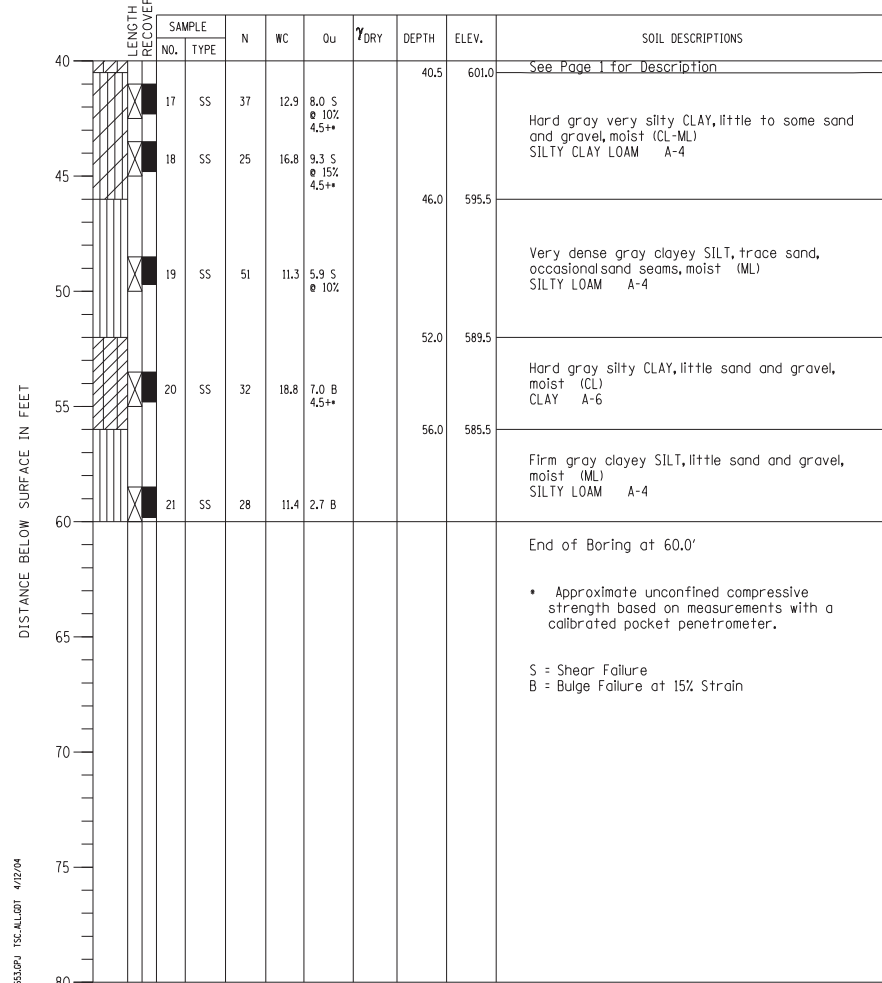 LENGTH
RECOVER
SAMPLE
NO. TYPE N WC Qu γDRY DEPTH ELEV. SOIL DESCRIPTIONS
DISTANCE BELOW SURFACE IN FEET
40
40.5 601.0 See Page 1 for Description
17 SS 37 12.9 8.0 S
@ 10%
4.5+*
Hard gray very silty CLAY, little to some sand
and gravel, moist (CL-ML)
SILTY CLAY LOAM A-4
18 SS 25 16.8 9.3 S
@ 15%
4.5+*
45
46.0 595.5
Very dense gray clayey SILT, trace sand,
occasional sand seams, moist (ML)
SILTY LOAM A-4
19 SS 51 11.3 5.9 S
@ 10%
50
52.0 589.5
Hard gray silty CLAY, little sand and gravel,
moist (CL)
CLAY A-6
20 SS 32 18.8 7.0 B
4.5+*
55
56.0 585.5
Firm gray clayey SILT, little sand and gravel,
moist (ML)
SILTY LOAM A-4
21 SS 28 11.4 2.7 B
60
End of Boring at 60.0'
* Approximate unconfined compressive
strength based on measurements with a
calibrated pocket penetrometer.
65
S = Shear Failure
B = Bulge Failure at 15% Strain
70
75
80
553.GPJ TSC_ALL.GDT 4/12/04